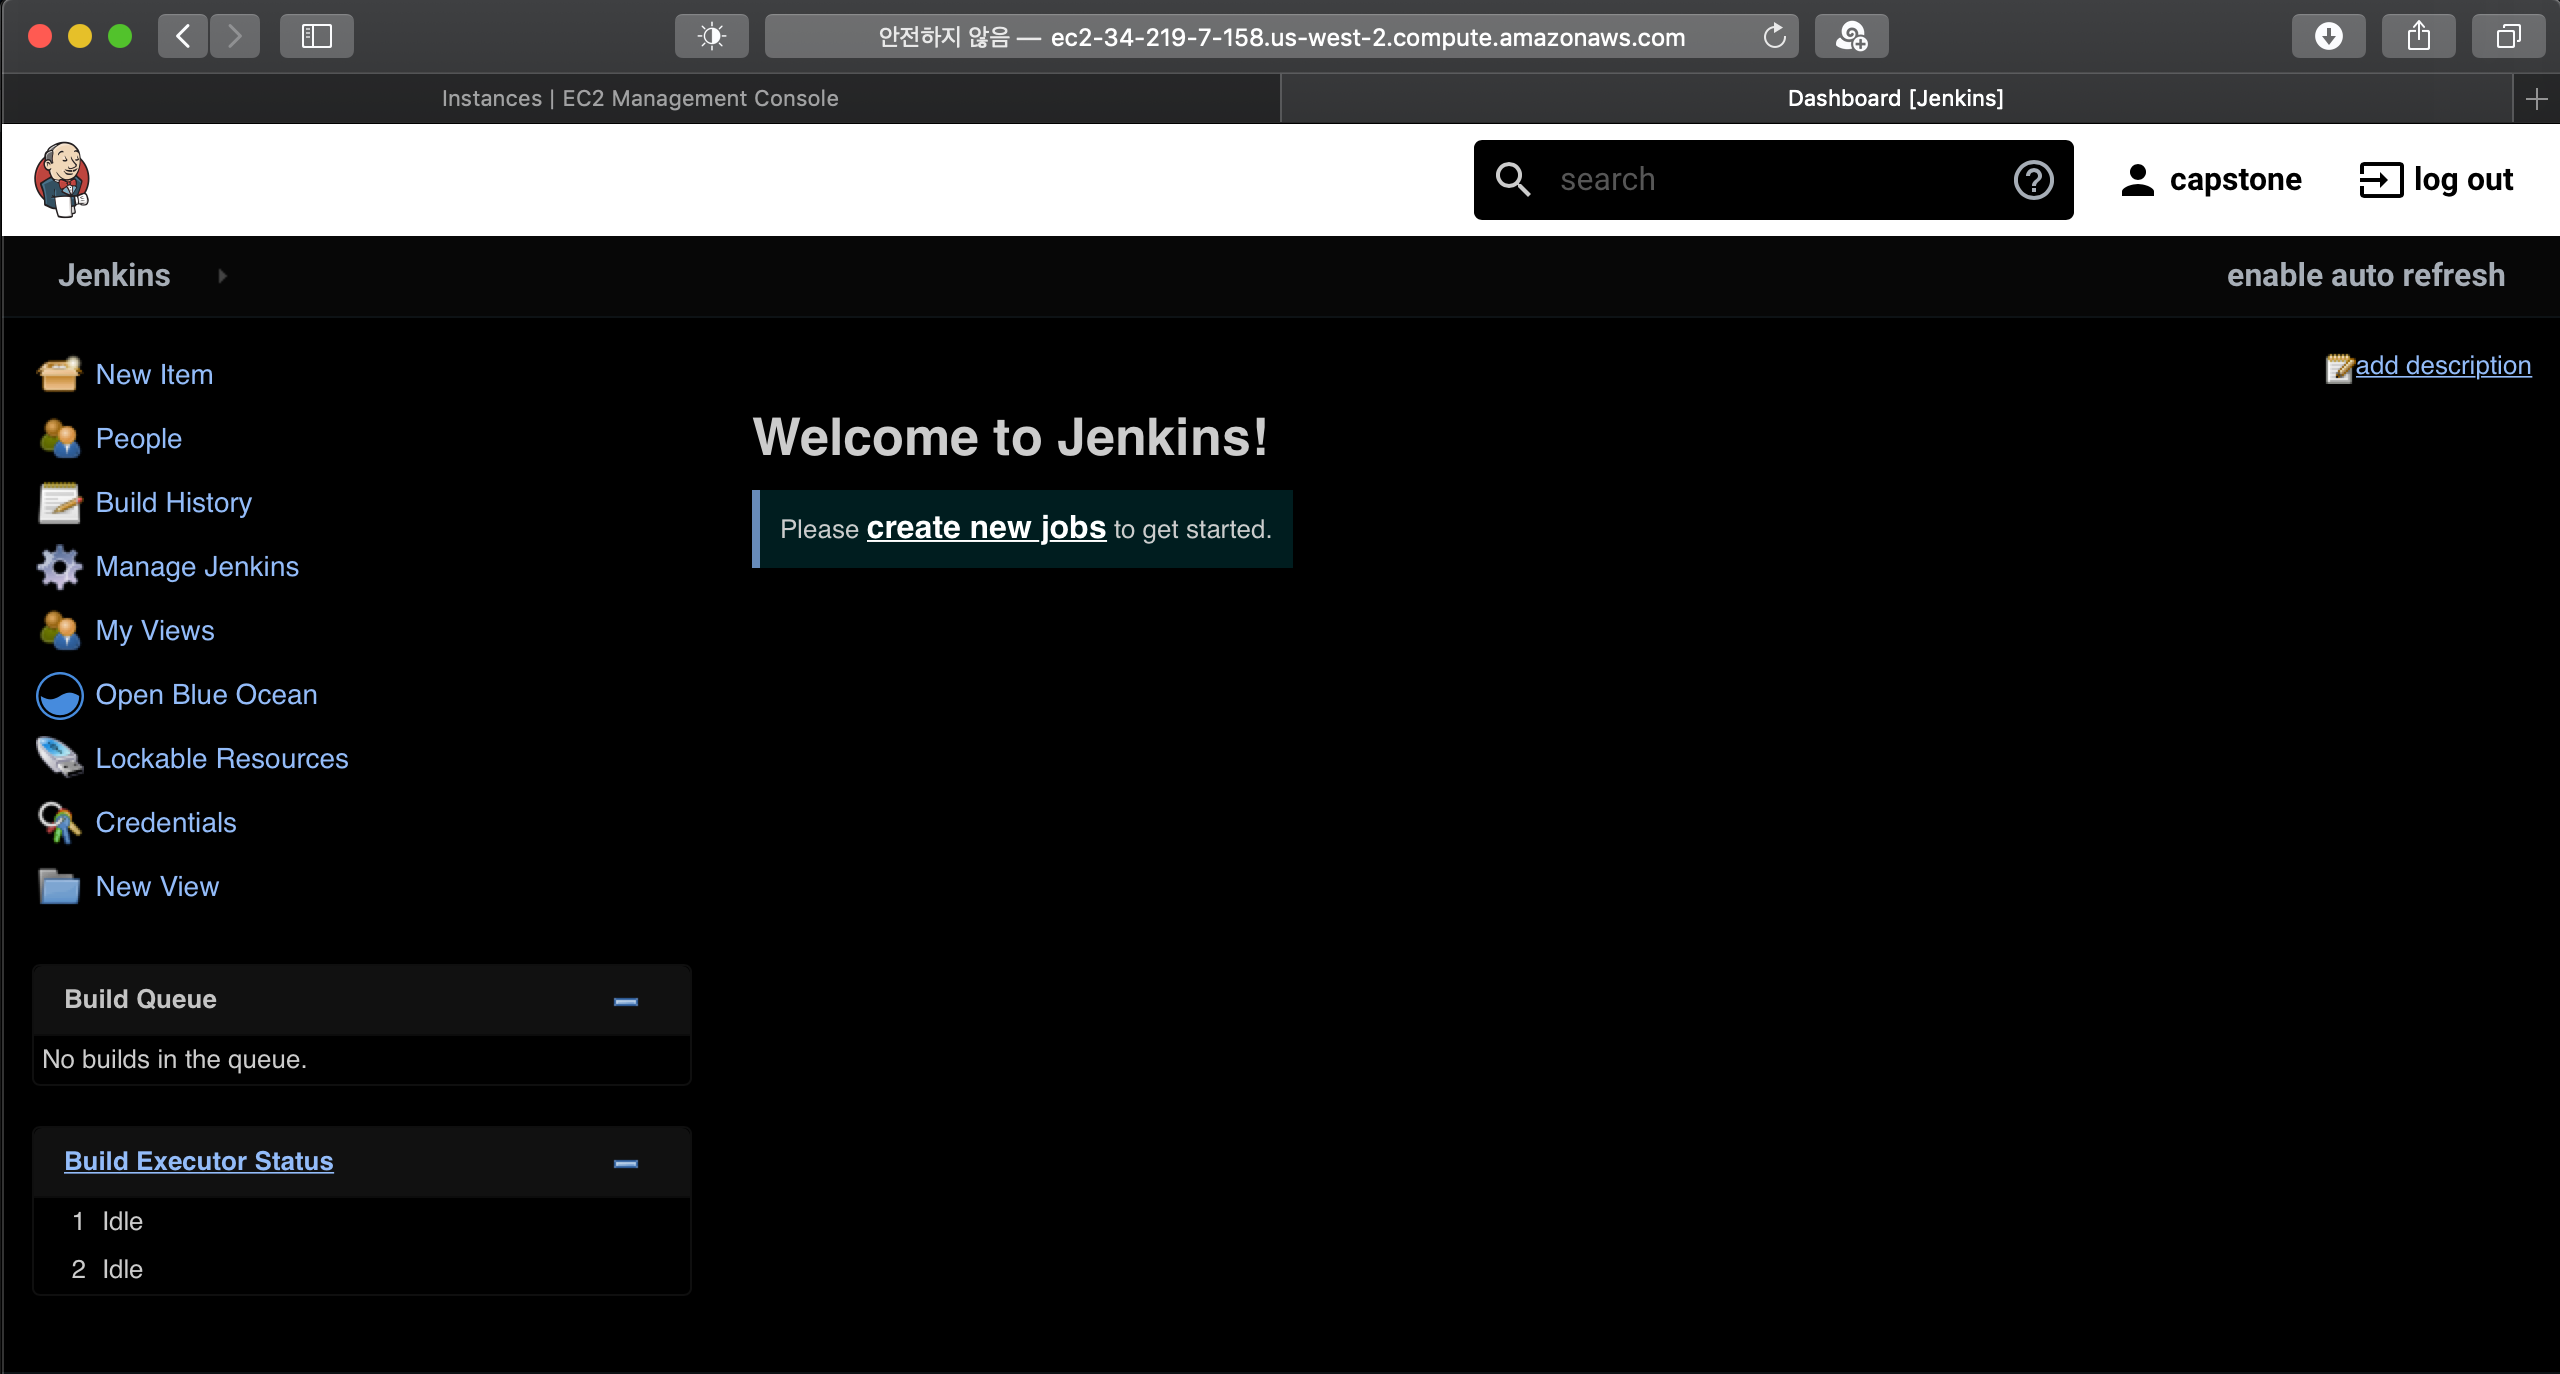 안전하지 않음 — ec2-34-219-7-158.us-west-2.compute.amazonaws.com
Instances | EC2 Management Console
Dashboard [Jenkins]
search
capstone
log out
Jenkins
enable auto refresh
New Item
People
Build History
Manage Jenkins
My Views
Open Blue Ocean
Lockable Resources
Credentials
New View
add description
Welcome to Jenkins!
Please create new jobs to get started.
Build Queue
No builds in the queue.
Build Executor Status
1 Idle
2 Idle